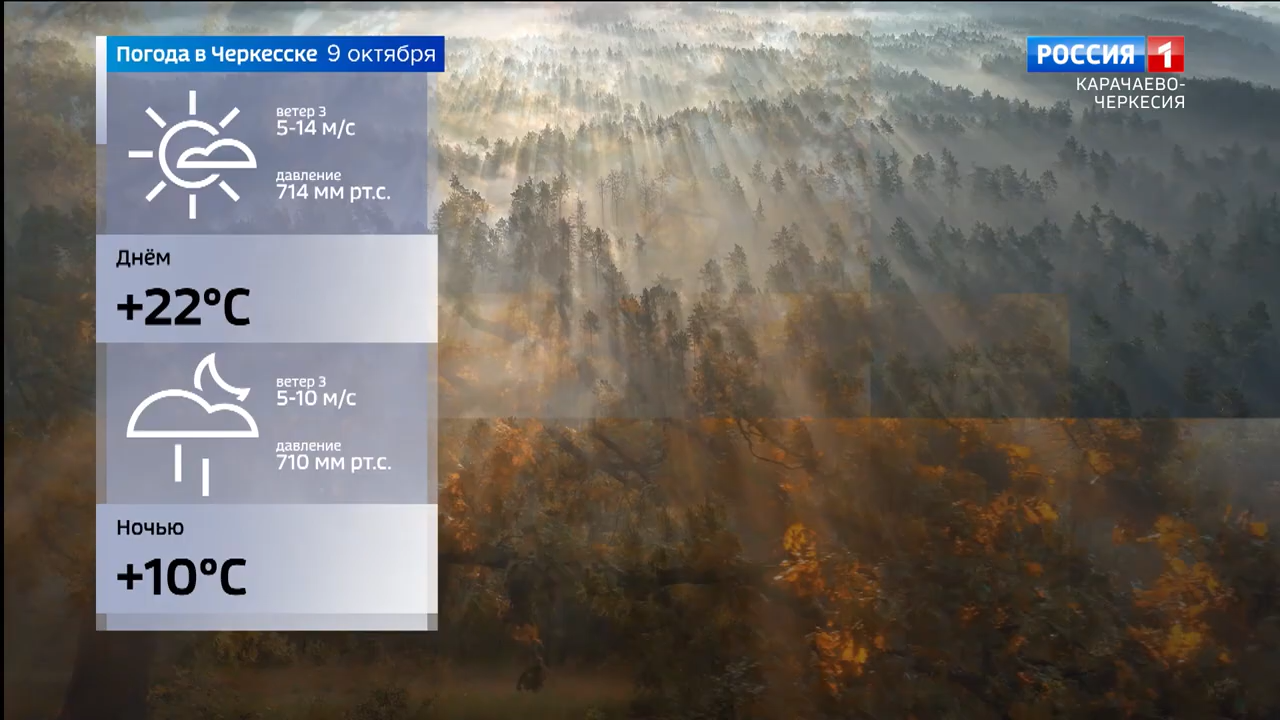 Погода в Черкесске 9 октября
ветер З
5-14 м/с
давление
714 мм рт.с.
Днём
+22°C
ветер З
5-10 м/с
давление
710 мм рт.с.
Ночью
+10°C
РОССИЯ 1
КАРАЧАЕВО-
ЧЕРКЕСИЯ